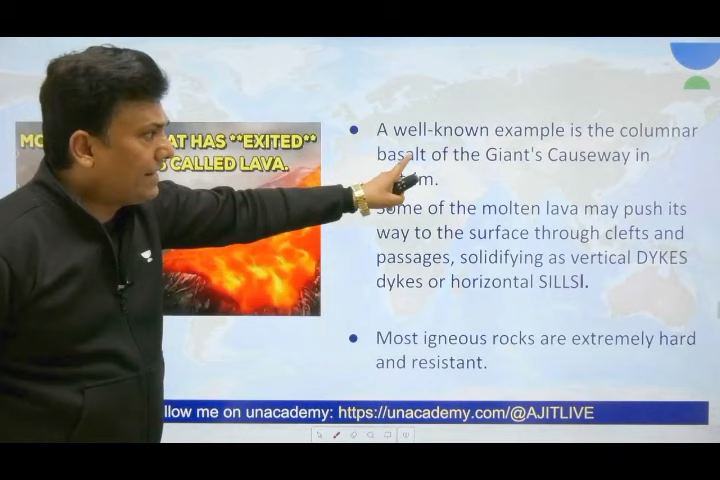 MO AT HAS **EXITED**
S CALLED LAVA.
A well-known example is the columnar
basalt of the Giant's Causeway in
Some of the molten lava may push its
way to the surface through clefts and
passages, solidifying as vertical DYKES
dykes or horizontal SILLSl.
Most igneous rocks are extremely hard
and resistant.
llow me on unacademy: https://unacademy.com/@AJITLIVE